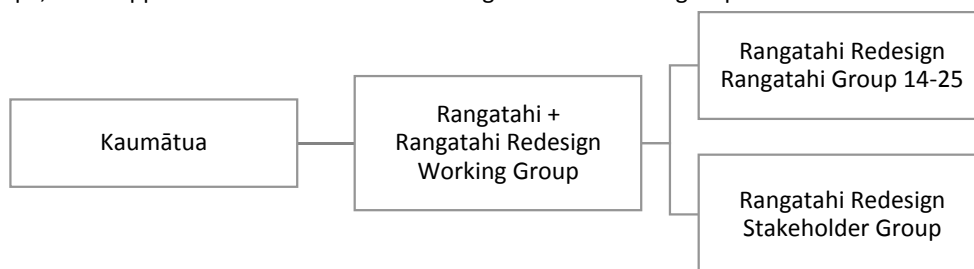 Kaumātua
Rangatahi +
Rangatahi Redesign
Working Group
Rangatahi Redesign
Rangatahi Group 14-25
Rangatahi Redesign
Stakeholder Group